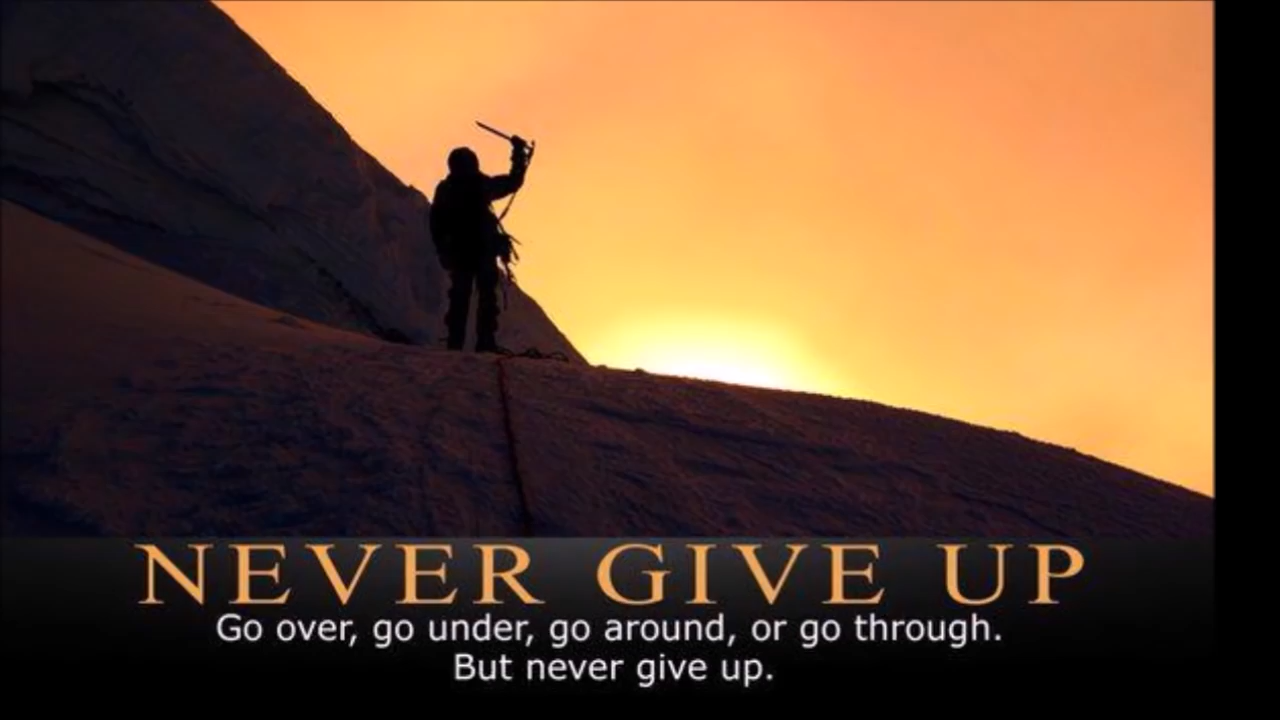 NEVER GIVE UP
Go over, go under, go around, or go through.
But never give up.